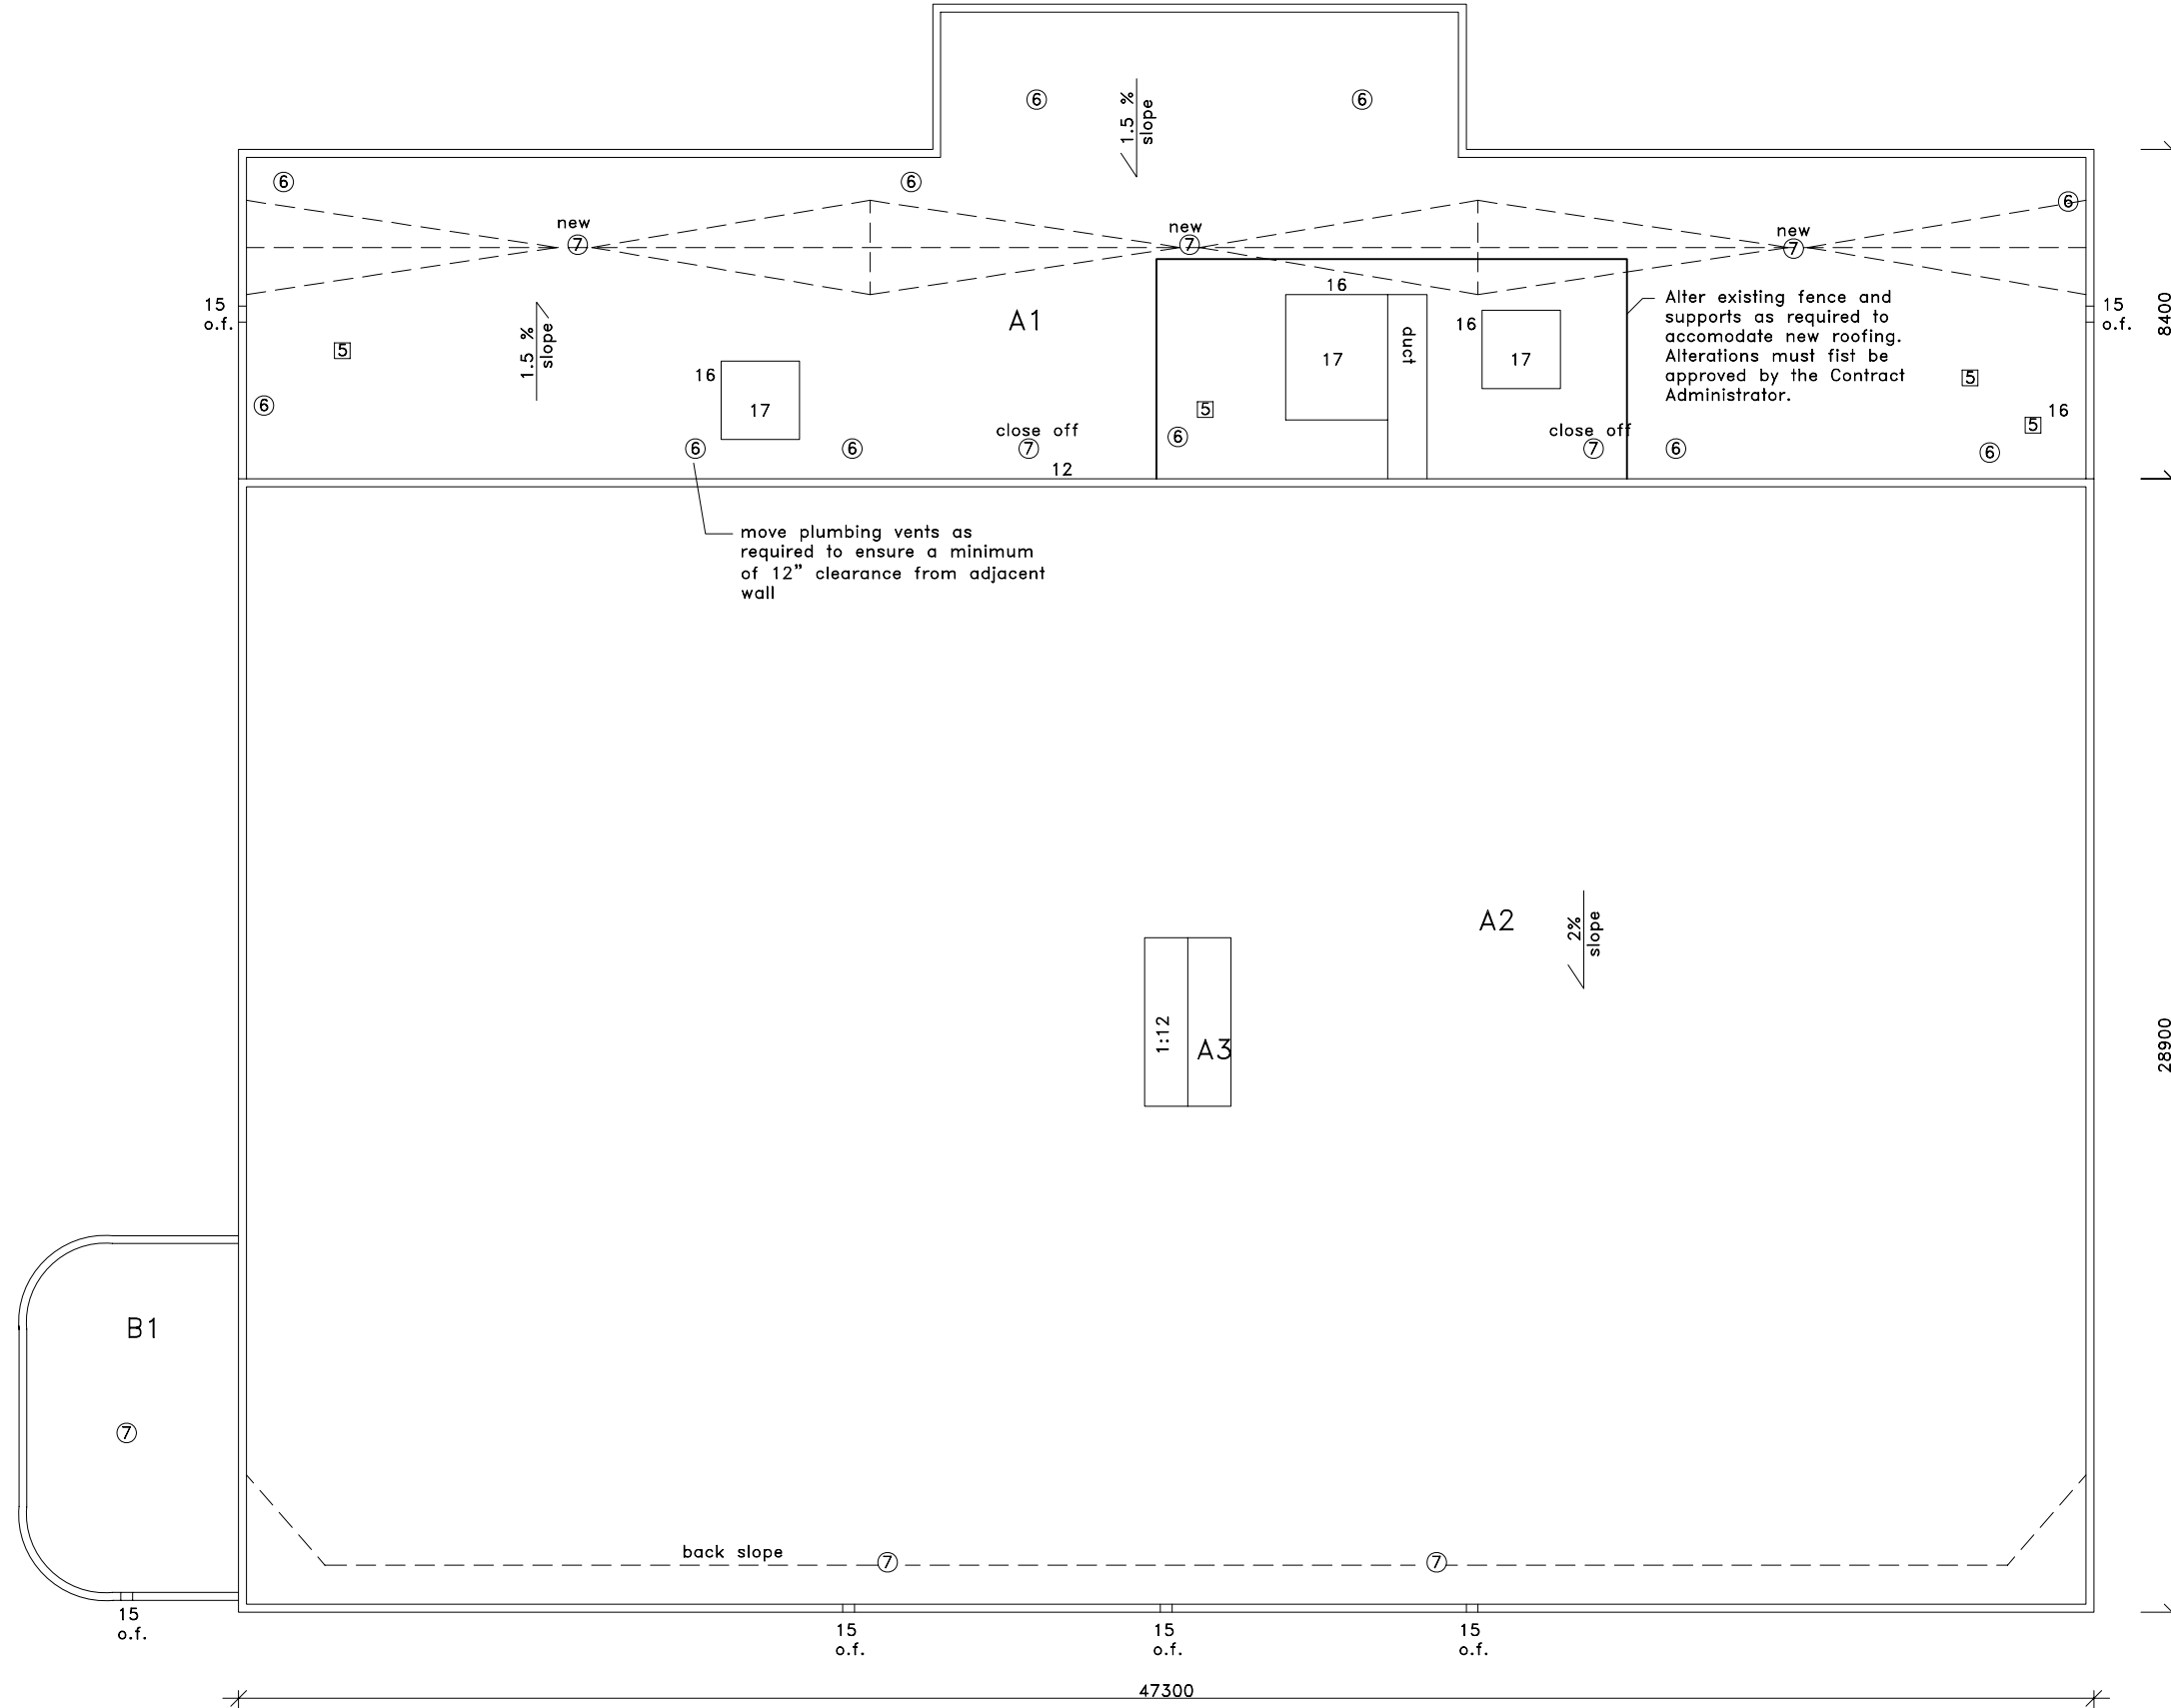 6
6
1.5 %
slope
6
6
6
new
7
new
7
new
7
15
o.f.
5
6
1.5 %
slope
16
17
A1
16
17
duct
16
17
Alter existing fence and
supports as required to
accomodate new roofing.
Alterations must fist be
approved by the Contract
Administrator.
15
o.f.
8400
5
5
16
5
6
6
close off
7
12
6
close off
7
6
6
move plumbing vents as
required to ensure a minimum
of 12" clearance from adjacent
wall
A2
2%
slope
1:12
A3
28900
B1
7
back slope
7
7
15
o.f.
15
o.f.
15
o.f.
15
o.f.
47300